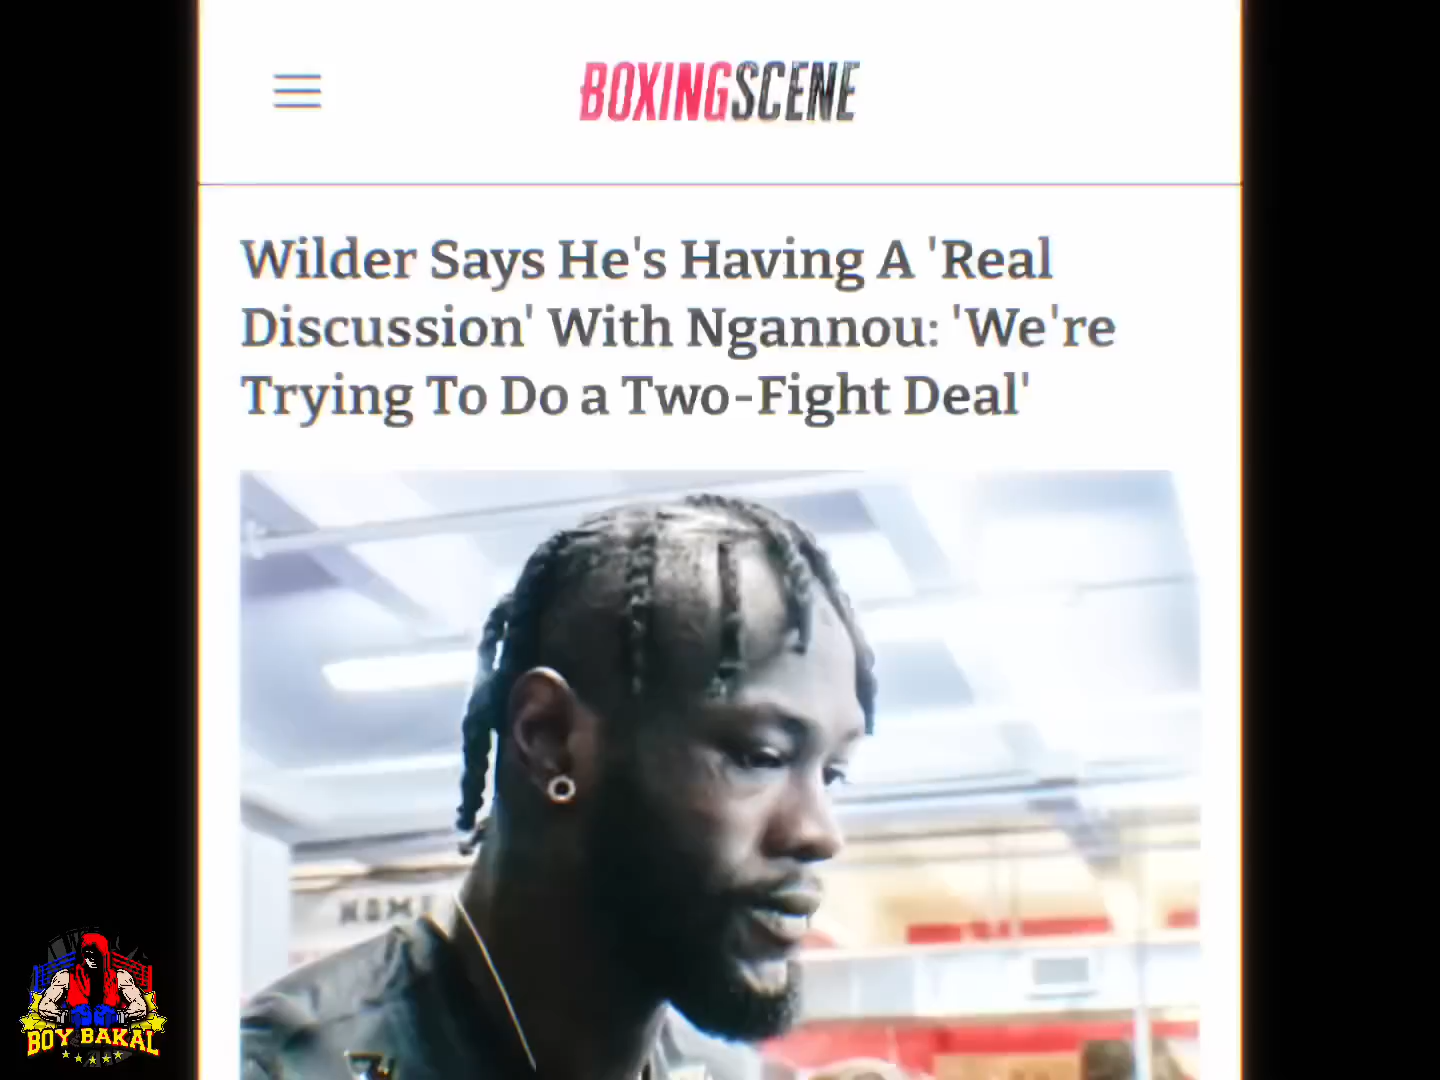 BOXINGSCENE
Wilder Says He's Having A 'Real
Discussion' With Ngannou: 'We're
Trying To Do a Two-Fight Deal'
HOME
BOY BAKAL